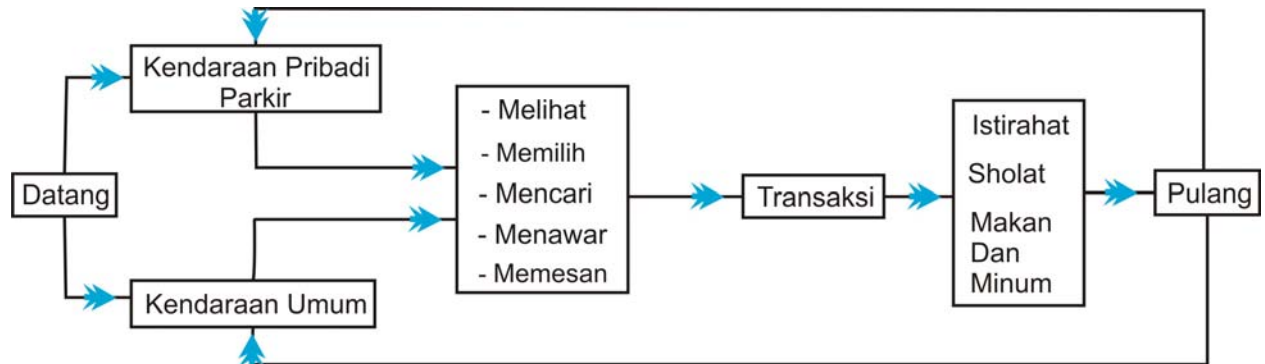 Datang
Kendaraan Pribadi
Parkir
Kendaraan Umum
- Melihat
- Memilih
- Mencari
- Menawar
- Memesan
Transaksi
Istirahat
Sholat
Makan
Dan
Minum
Pulang